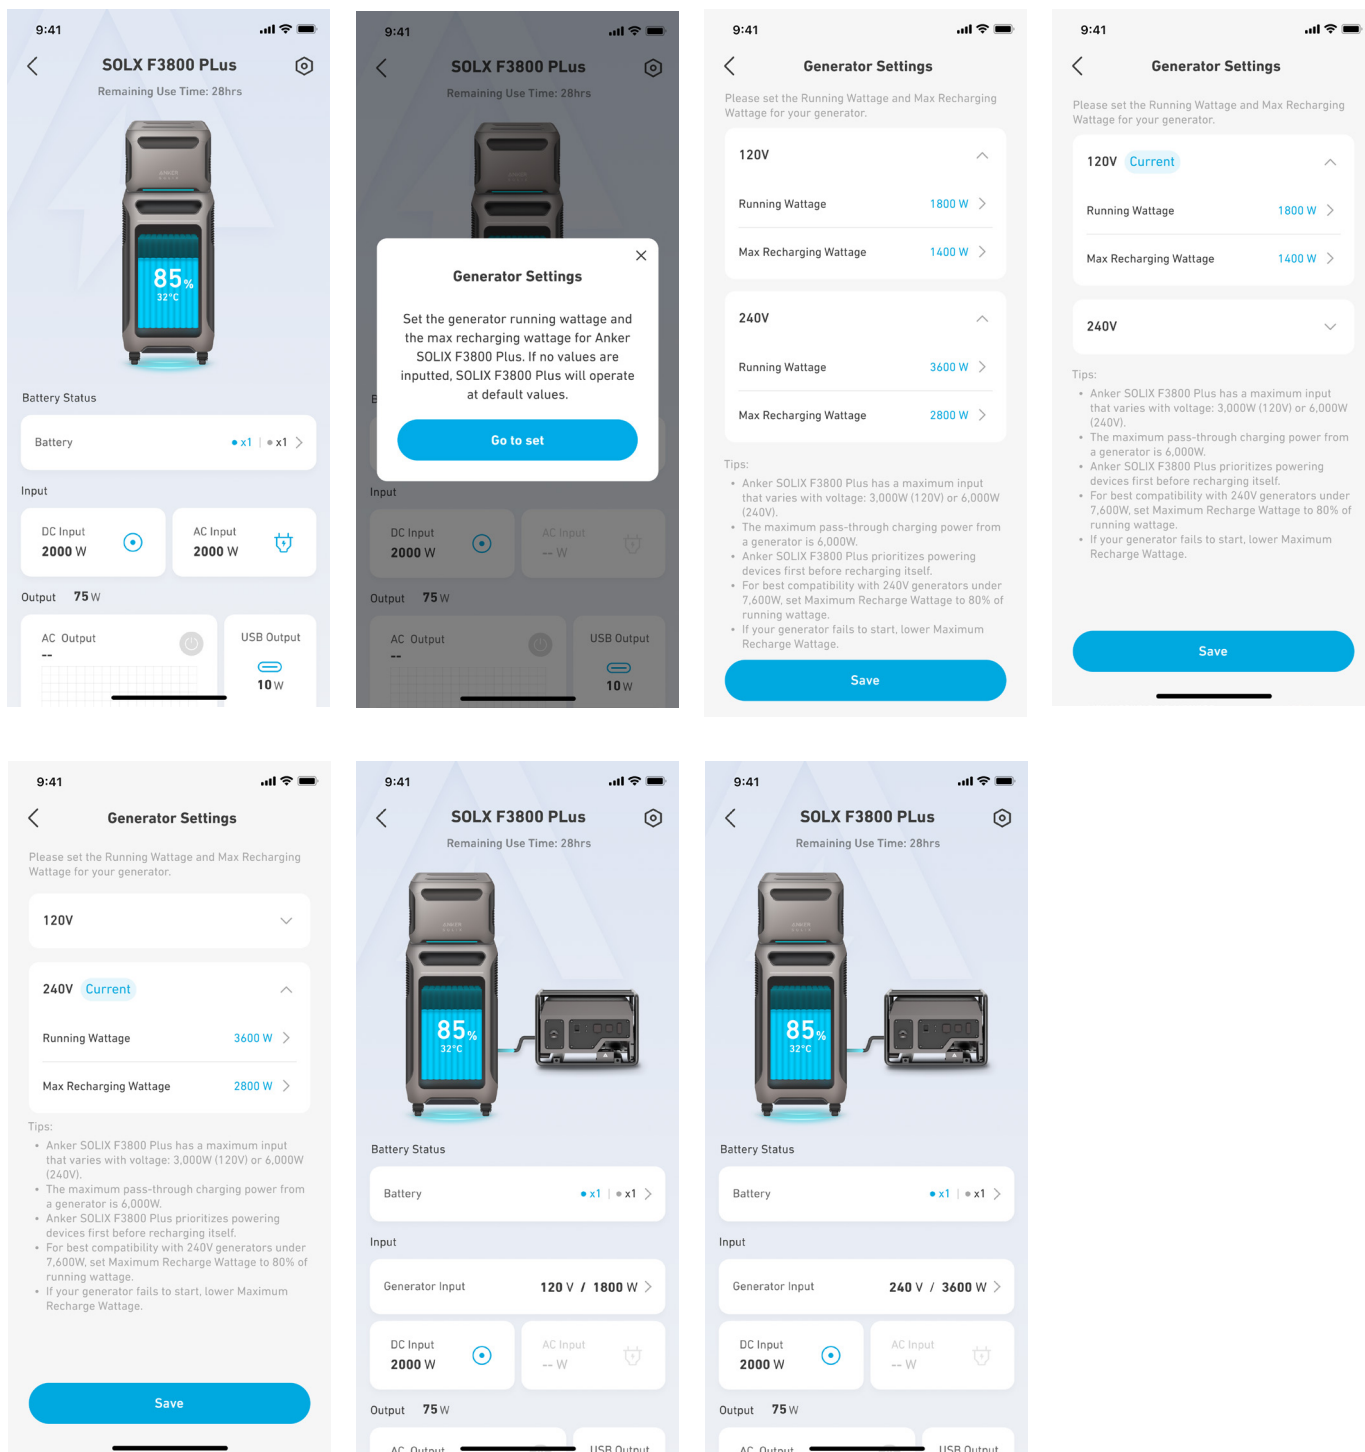 9:41
SOLX F3800 PLus
Remaining Use Time: 28hrs
ANKER
SOLIX
85%
32°C
Battery Status
Battery x1 | x1
Input
DC Input
2000 W
AC Input
2000 W
Output 75 W
AC Output
--
USB Output
10 W
9:41
SOLX F3800 PLus
Remaining Use Time: 28hrs
Generator Settings
Set the generator running wattage and
the max recharging wattage for Anker
SOLIX F3800 Plus. If no values are
inputted, SOLIX F3800 Plus will operate
at default values.
Go to set
B
Input
DC Input
2000 W
AC Input
-- W
Output 75 W
AC Output
--
USB Output
10 W
9:41
Generator Settings
Please set the Running Wattage and Max Recharging
Wattage for your generator.
120V
Running Wattage 1800 W
Max Recharging Wattage 1400 W
240V
Running Wattage 3600 W
Max Recharging Wattage 2800 W
Tips:
• Anker SOLIX F3800 Plus has a maximum input
that varies with voltage: 3,000W (120V) or 6,000W
(240V).
• The maximum pass-through charging power from
a generator is 6,000W.
• Anker SOLIX F3800 Plus prioritizes powering
devices first before recharging itself.
• For best compatibility with 240V generators under
7,600W, set Maximum Recharge Wattage to 80% of
running wattage.
• If your generator fails to start, lower Maximum
Recharge Wattage.
Save
9:41
Generator Settings
Please set the Running Wattage and Max Recharging
Wattage for your generator.
120V Current
Running Wattage 1800 W
Max Recharging Wattage 1400 W
240V
Tips:
• Anker SOLIX F3800 Plus has a maximum input
that varies with voltage: 3,000W (120V) or 6,000W
(240V).
• The maximum pass-through charging power from
a generator is 6,000W.
• Anker SOLIX F3800 Plus prioritizes powering
devices first before recharging itself.
• For best compatibility with 240V generators under
7,600W, set Maximum Recharge Wattage to 80% of
running wattage.
• If your generator fails to start, lower Maximum
Recharge Wattage.
Save
9:41
Generator Settings
Please set the Running Wattage and Max Recharging
Wattage for your generator.
120V
240V Current
Running Wattage 3600 W
Max Recharging Wattage 2800 W
Tips:
• Anker SOLIX F3800 Plus has a maximum input
that varies with voltage: 3,000W (120V) or 6,000W
(240V).
• The maximum pass-through charging power from
a generator is 6,000W.
• Anker SOLIX F3800 Plus prioritizes powering
devices first before recharging itself.
• For best compatibility with 240V generators under
7,600W, set Maximum Recharge Wattage to 80% of
running wattage.
• If your generator fails to start, lower Maximum
Recharge Wattage.
Save
9:41
SOLX F3800 PLus
Remaining Use Time: 28hrs
ANKER
SOLIX
85%
32°C
Battery Status
Battery x1 | x1
Input
Generator Input 120 V / 1800 W
DC Input
2000 W
AC Input
-- W
Output 75 W
AC Output
USB Output
9:41
SOLX F3800 PLus
Remaining Use Time: 28hrs
ANKER
SOLIX
85%
32°C
Battery Status
Battery x1 | x1
Input
Generator Input 240 V / 3600 W
DC Input
2000 W
AC Input
-- W
Output 75 W
AC Output
USB Output